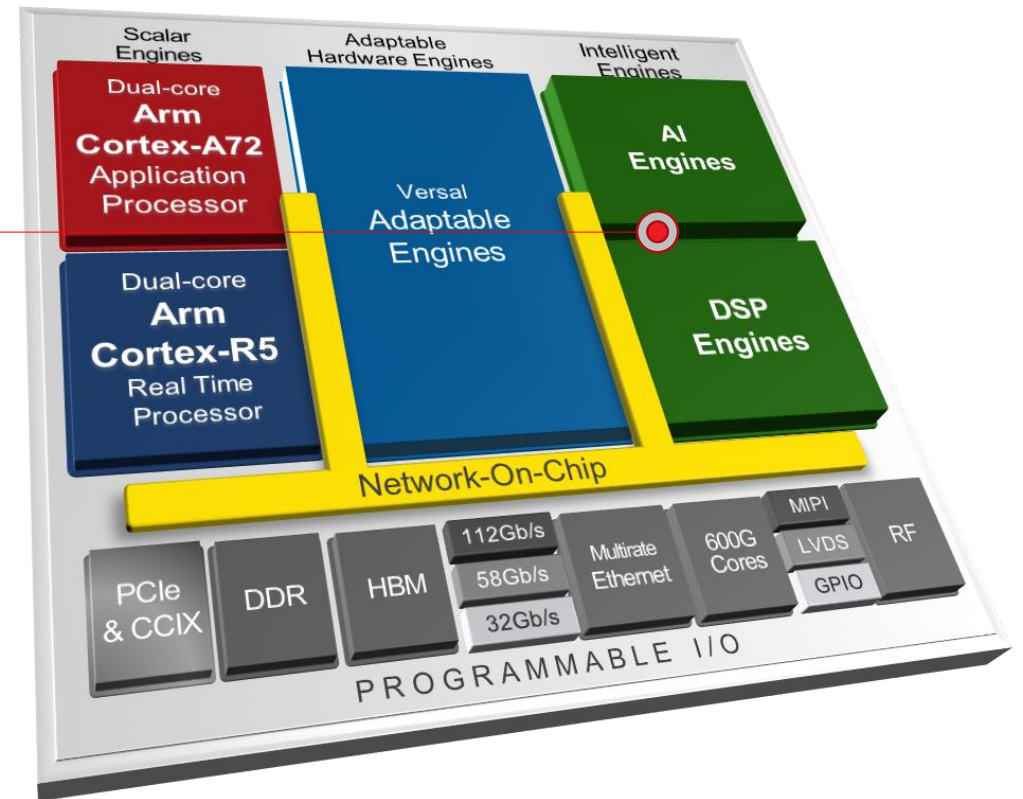 Scalar
Engines
Adaptable
Hardware Engines
Intelligent
Engines
Dual-core
Arm
Cortex-A72
Application
Processor
Dual-core
Arm
Cortex-R5
Real Time
Processor
Versal
Adaptable
Engines
AI
Engines
DSP
Engines
Network-On-Chip
PCIe
& CCIX
DDR
HBM
112Gb/s
58Gb/s
32Gb/s
Multirate
Ethernet
600G
Cores
MIPI
LVDS
GPIO
RF
PROGRAMMABLE I/O